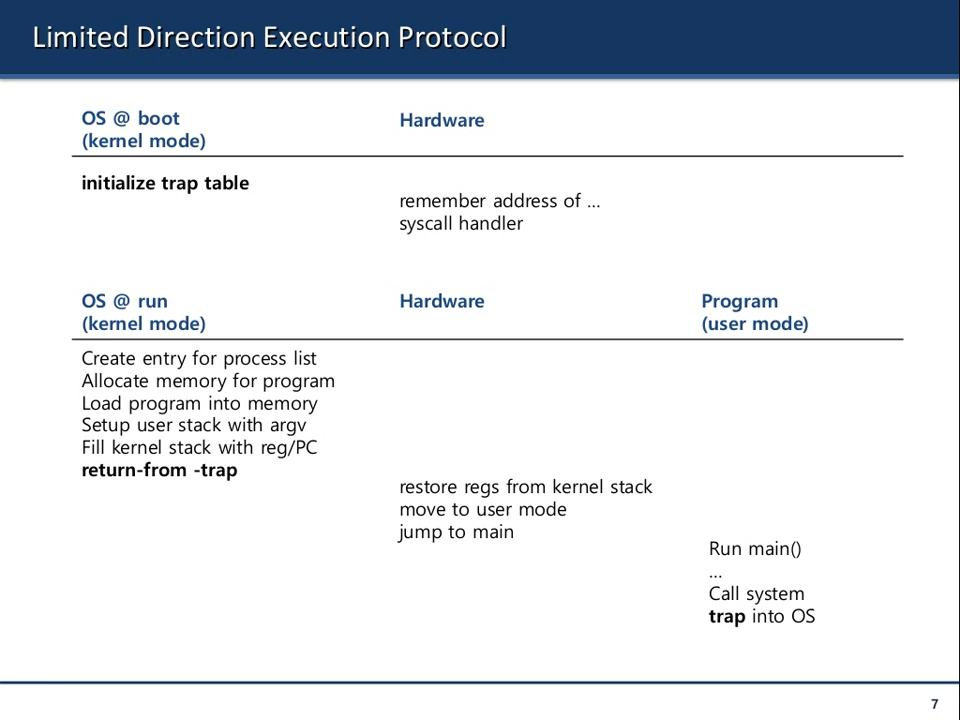 Limited Direction Execution Protocol
OS @ boot
(kernel mode)
Hardware
initialize trap table
remember address of …
syscall handler
OS @ run
(kernel mode)
Hardware
Program
(user mode)
Create entry for process list
Allocate memory for program
Load program into memory
Setup user stack with argv
Fill kernel stack with reg/PC
return-from -trap
restore regs from kernel stack
move to user mode
jump to main
Run main()
…
Call system
trap into OS
7